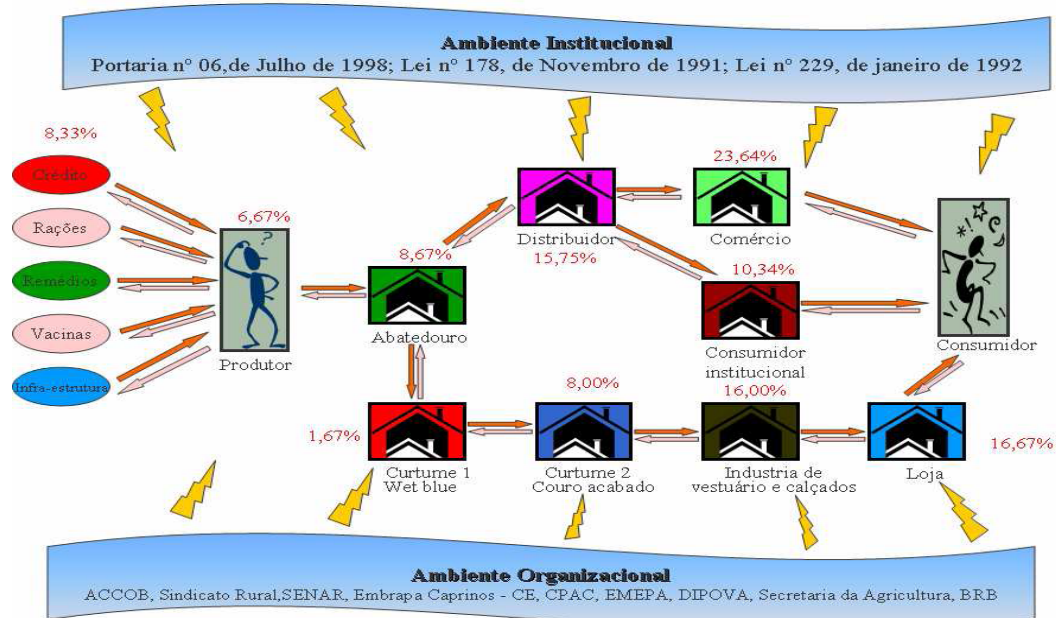 Ambiente Institucional
Portaria n° 06,de Julho de 1998; Lei n° 178, de Novembro de 1991; Lei n° 229, de janeiro de 1992
8,33%
Crédito
Rações
Remédios
Vacinas
Infra-estrutura
6,67%
Produtor
8,67%
Abatedouro
Distribuidor
15,75%
23,64%
Comércio
10,34%
Consumidor
institucional
Consumidor
1,67%
Curtume 1
Wet blue
8,00%
Curtume 2
Couro acabado
16,00%
Industria de
vestuário e calçados
Loja
16,67%
Ambiente Organizacional
ACCOB, Sindicato Rural,SENAR, Embrapa Caprinos - CE, CPAC, EMEPA, DIPOVA, Secretaria da Agricultura, BRB